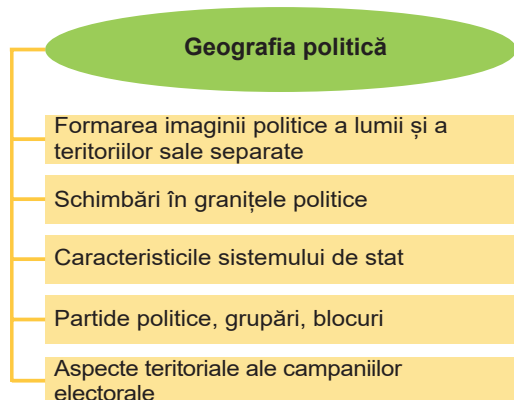 Geografia politică
Formarea imaginii politice a lumii și a
teritoriilor sale separate
Schimbări în granițele politice
Caracteristicile sistemului de stat
Partide politice, grupări, blocuri
Aspecte teritoriale ale campaniilor
electorale